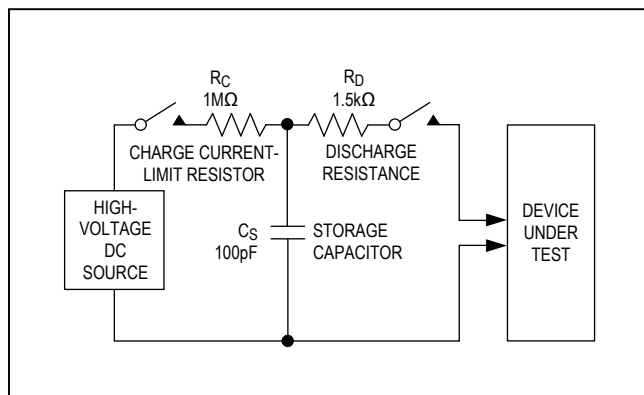 R_C
1MΩ
R_D
1.5kΩ
CHARGE CURRENT-
LIMIT RESISTOR
DISCHARGE
RESISTANCE
HIGH-
VOLTAGE
DC
SOURCE
C_S
100pF
STORAGE
CAPACITOR
DEVICE
UNDER
TEST